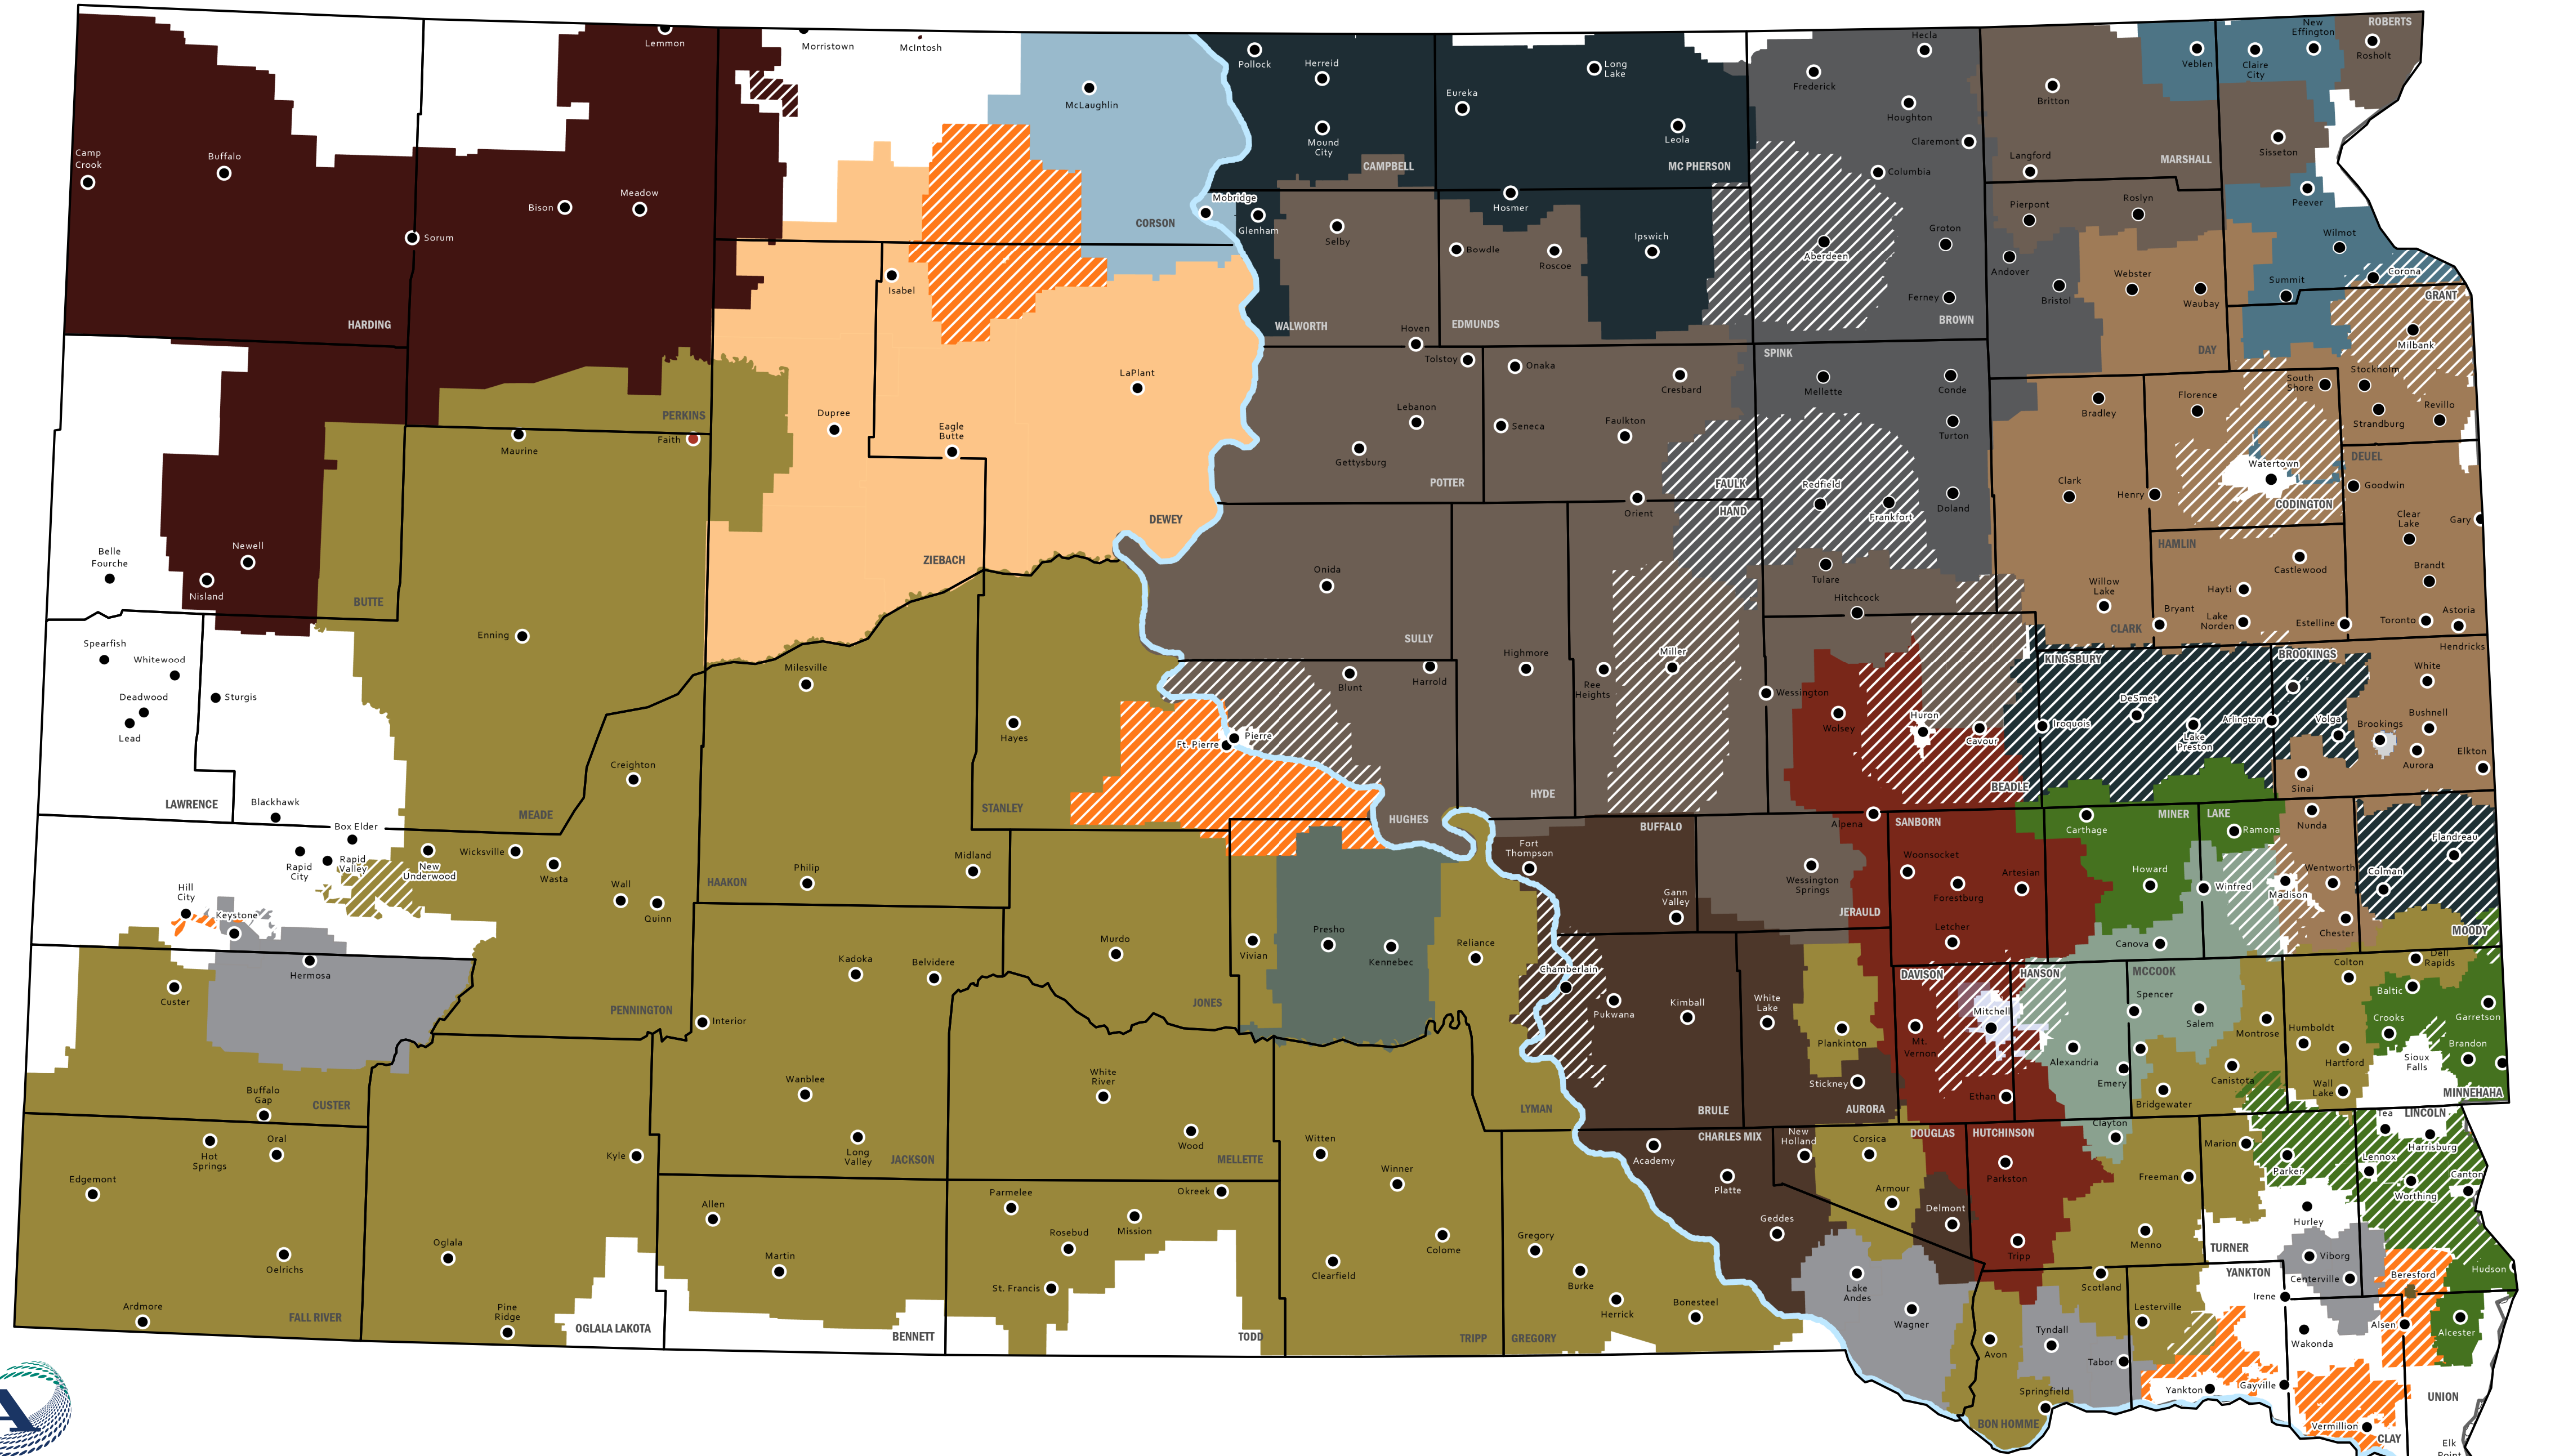 Lemmon
Morristown
McIntosh
Camp
Crook
Buffalo
Bison
Meadow
Sorum
HARDING
McLaughlin
CORSON
Isabel
PERKINS
Maurine
Faith
Dupree
Eagle
Butte
LaPlant
ZIEBACH
DEWEY
Pollock
Herreid
Mound
City
CAMPBELL
Eureka
Long
Lake
Leola
MC PHERSON
Mobridge
Glenham
Selby
WALWORTH
Hosmer
Bowdle
Roscoe
Ipswich
EDMUNDS
Hoven
Tolstoy
Hecla
Frederick
Houghton
Claremont
Columbia
Aberdeen
Groton
Ferney
BROWN
Britton
Langford
MARSHALL
Veblen
Claire
City
New
Effington
ROBERTS
Rosholt
Sisseton
Peever
Wilmot
Summit
Corona
Pierpont
Roslyn
Andover
Bristol
Webster
Waubay
DAY
GRANT
Milbank
Stockholm
Strandburg
Revillo
Onaka
Cresbard
Lebanon
Seneca
Faulkton
Gettysburg
POTTER
FAULK
Orient
SPINK
Mellette
Conde
Turton
Redfield
Frankfort
Doland
Tulare
Hitchcock
Bradley
Florence
South
Shore
Clark
Henry
Watertown
CODINGTON
DEUEL
Goodwin
Clear
Lake
Gary
Brandt
Astoria
Toronto
HAMLIN
Castlewood
Hayti
Willow
Lake
Bryant
Lake
Norden
Estelline
CLARK
Belle
Fourche
Newell
Nisland
BUTTE
Spearfish
Whitewood
Deadwood
Lead
Sturgis
LAWRENCE
Enning
MEADE
Creighton
Milesville
HAAKON
Philip
Midland
Hayes
STANLEY
Ft. Pierre
Pierre
Onida
SULLY
Blunt
Harrold
HUGHES
Highmore
HYDE
HAND
Ree
Heights
Miller
Wessington
Wolsey
Huron
Cavour
BEADLE
KINGSBURY
Iroquois
DeSmet
Lake
Preston
Arlington
BROOKINGS
Volga
Brookings
White
Hendricks
Bushnell
Aurora
Elkton
Sinai
Blackhawk
Box Elder
Rapid
City
Rapid
Valley
New
Underwood
Wicksville
Wasta
Wall
Quinn
Hill
City
Keystone
Hermosa
Custer
PENNINGTON
Buffalo
Gap
CUSTER
Kadoka
Belvidere
Interior
Murdo
JONES
Vivian
Presho
Kennebec
Reliance
LYMAN
Fort
Thompson
BUFFALO
Gann
Valley
Wessington
Springs
JERAULD
Alpena
SANBORN
Woonsocket
Forestburg
Artesian
Letcher
MINER
Carthage
Howard
Canova
LAKE
Ramona
Winfred
Madison
Nunda
Wentworth
Chester
Flandreau
Colman
MOODY
Chamberlain
Pukwana
Kimball
BRULE
White
Lake
Plankinton
Stickney
AURORA
DAVISON
Mitchell
Mt.
Vernon
Ethan
HANSON
Alexandria
Emery
MCCOOK
Spencer
Salem
Montrose
Canistota
Bridgewater
Colton
Dell
Rapids
Baltic
Crooks
Garretson
Humboldt
Hartford
Wall
Lake
Sioux
Falls
Brandon
MINNEHAHA
Edgemont
Hot
Springs
Oral
Oelrichs
Ardmore
FALL RIVER
Kyle
Oglala
Pine
Ridge
OGLALA LAKOTA
Wanblee
Long
Valley
JACKSON
Allen
Martin
BENNETT
White
River
Wood
MELLETTE
Parmelee
Okreek
Rosebud
Mission
St. Francis
TODD
Witten
Winner
Colome
Clearfield
TRIPP
GREGORY
Gregory
Burke
Herrick
Bonesteel
CHARLES MIX
Academy
Platte
Geddes
Lake
Andes
Wagner
New
Holland
Corsica
Armour
Delmont
DOUGLAS
HUTCHINSON
Parkston
Tripp
Clayton
Freeman
Menno
Marion
Parker
Hurley
TURNER
Viborg
Centerville
Tea
LINCOLN
Harrisburg
Lennox
Worthing
Canton
Hudson
Beresford
Scotland
Avon
Tyndall
Tabor
Springfield
BON HOMME
YANKTON
Lesterville
Irene
Yankton
Gayville
Wakonda
Vermillion
CLAY
Alsen
Alcester
UNION
Elk
Point
A